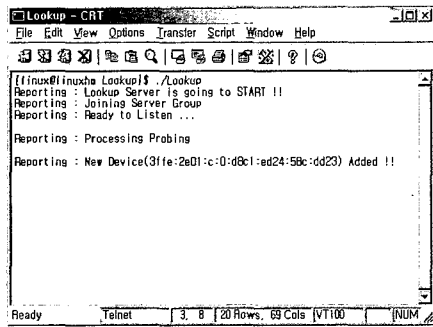 Lookup - CRT
File Edit View Options Transfer Script Window Help
[linux@linuxho Lookup]$ ./Lookup
Reporting : Lookup Server is going to START !!
Reporting : Joining Server Group
Reporting : Ready to Listen ...
Reporting : Processing Probing
Reporting : New Device(3ffe:2e01:c:0:d8c1:ed24:58c:dd23) Added !!
Ready Telnet 3, 8 20 Rows, 69 Cols VT100 NUM